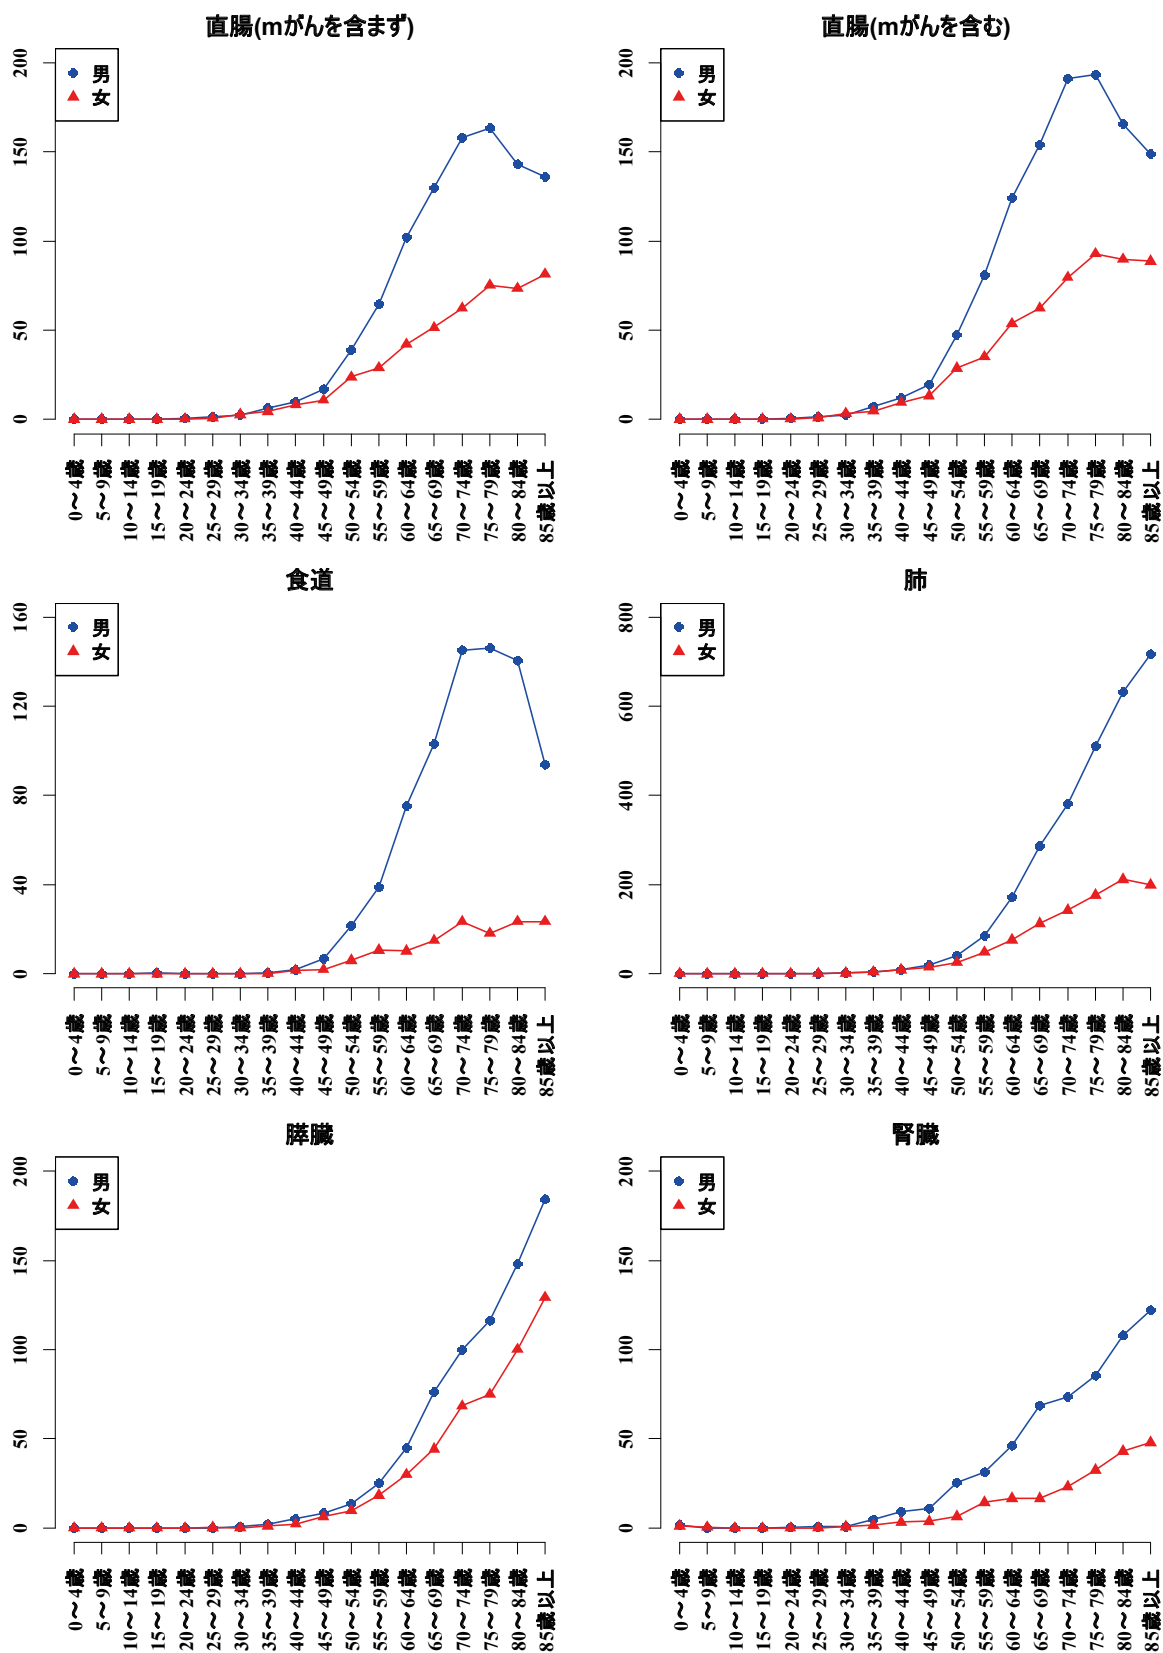 直腸(mがんを含まず)
200
150
100
50
0
男
女
0～4歳
5～9歳
10～14歳
15～19歳
20～24歳
25～29歳
30～34歳
35～39歳
40～44歳
45～49歳
50～54歳
55～59歳
60～64歳
65～69歳
70～74歳
75～79歳
80～84歳
85歳以上
直腸(mがんを含む)
200
150
100
50
0
男
女
0～4歳
5～9歳
10～14歳
15～19歳
20～24歳
25～29歳
30～34歳
35～39歳
40～44歳
45～49歳
50～54歳
55～59歳
60～64歳
65～69歳
70～74歳
75～79歳
80～84歳
85歳以上
食道
160
120
80
40
0
男
女
0～4歳
5～9歳
10～14歳
15～19歳
20～24歳
25～29歳
30～34歳
35～39歳
40～44歳
45～49歳
50～54歳
55～59歳
60～64歳
65～69歳
70～74歳
75～79歳
80～84歳
85歳以上
肺
800
600
400
200
0
男
女
0～4歳
5～9歳
10～14歳
15～19歳
20～24歳
25～29歳
30～34歳
35～39歳
40～44歳
45～49歳
50～54歳
55～59歳
60～64歳
65～69歳
70～74歳
75～79歳
80～84歳
85歳以上
膵臓
200
150
100
50
0
男
女
0～4歳
5～9歳
10～14歳
15～19歳
20～24歳
25～29歳
30～34歳
35～39歳
40～44歳
45～49歳
50～54歳
55～59歳
60～64歳
65～69歳
70～74歳
75～79歳
80～84歳
85歳以上
腎臓
200
150
100
50
0
男
女
0～4歳
5～9歳
10～14歳
15～19歳
20～24歳
25～29歳
30～34歳
35～39歳
40～44歳
45～49歳
50～54歳
55～59歳
60～64歳
65～69歳
70～74歳
75～79歳
80～84歳
85歳以上